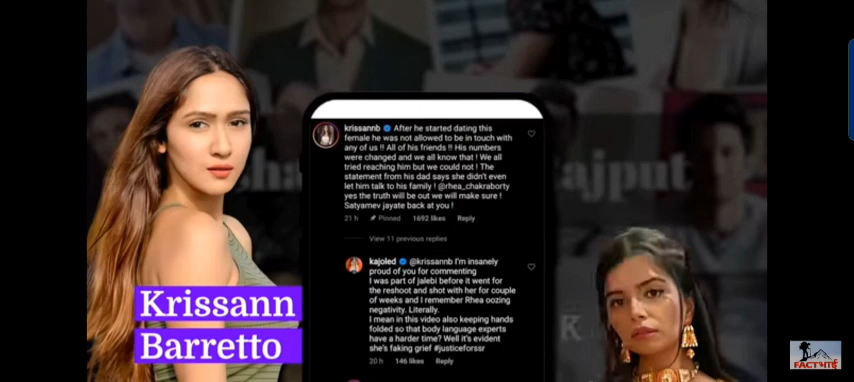 krissannb After he started dating this
female he was not allowed to be in touch with
any of us !! All of his friends !! His numbers
were changed and we all know that ! We all
tried reaching him but we could not ! The
statement from his dad says she didn't even
let him talk to his family ! @rhea_chakraborty
yes the truth will be out we will make sure !
Satyamev jayate back at you !
21 h Pinned 1692 likes Reply
View 11 previous replies
kajoled @krissannb I'm insanely
proud of you for commenting
I was part of jalebi before it went for
the reshoot and shot with her for couple
of weeks and I remember Rhea oozing
negativity. Literally.
I mean in this video also keeping hands
folded so that body language experts
have a harder time? Well it's evident
she's faking grief #justiceforssr
20 h 146 likes Reply
Krissann
Barretto
ajput
K